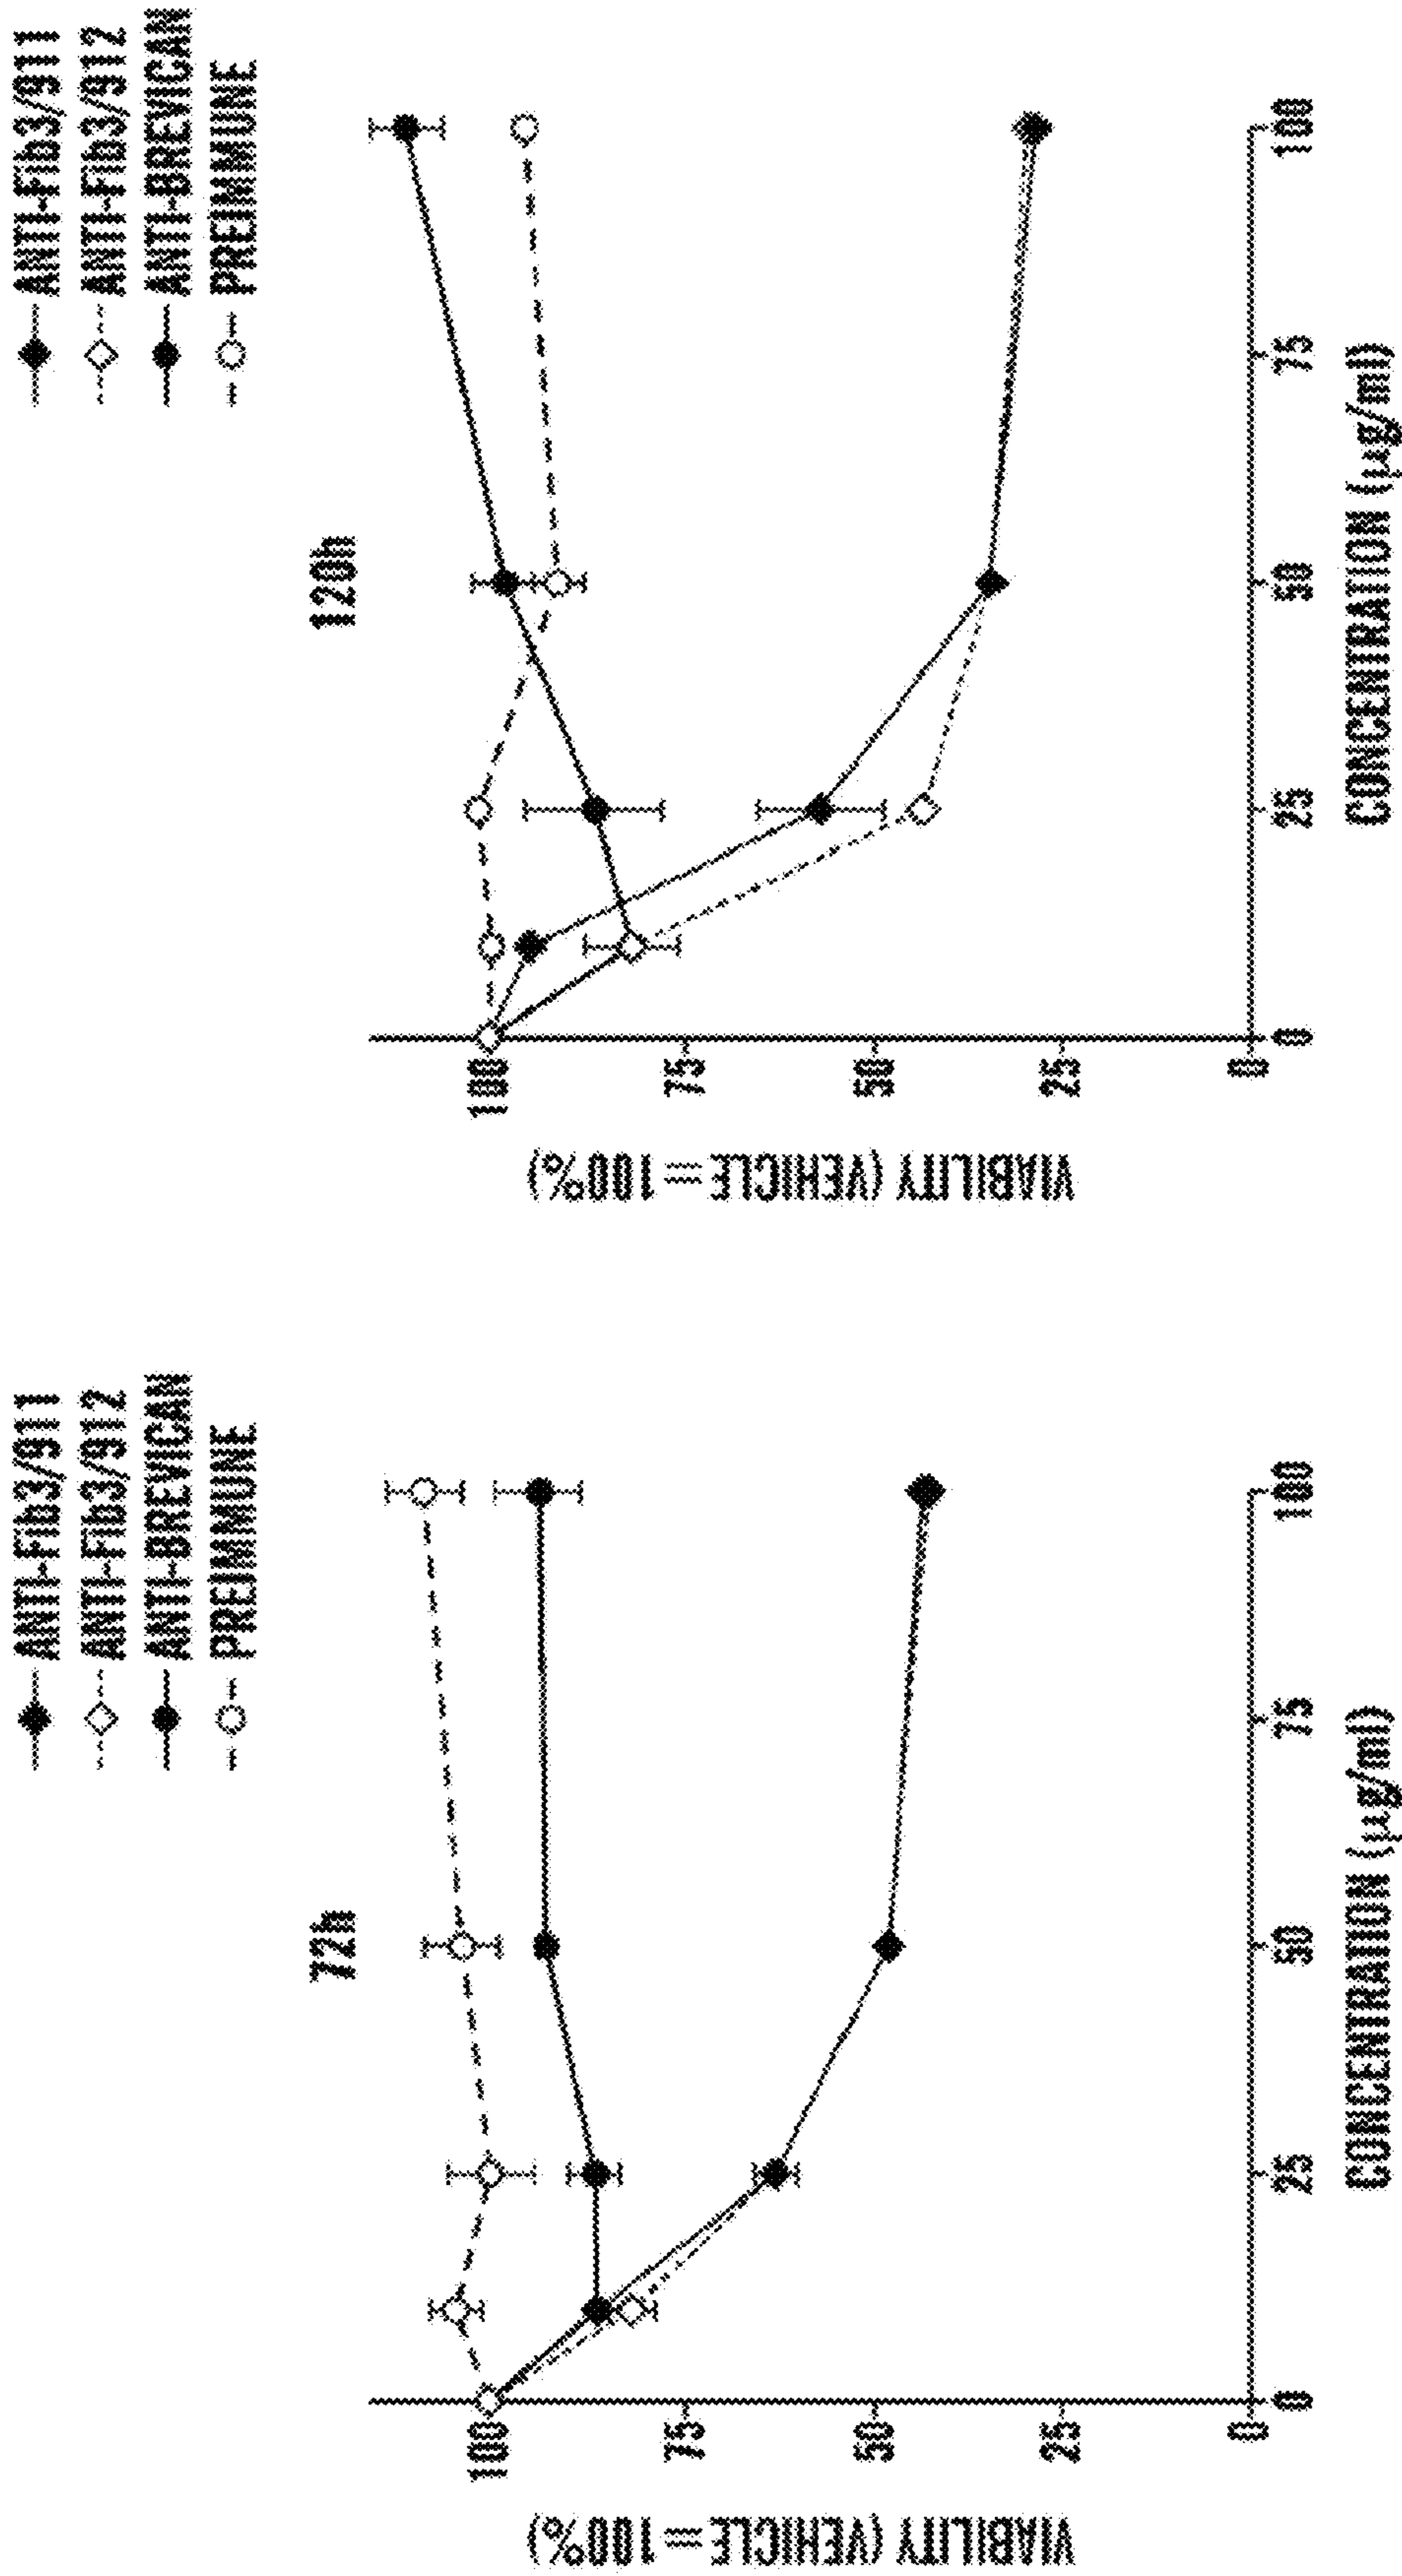 ANTI-Fib3/911
ANTI-Fib3/912
ANTI-BREVICAN
PREIMMUNE
72h
VIABILITY (VEHICLE=100%)
100
75
50
25
0
0 25 50 75 100
CONCENTRATION (µg/ml)
ANTI-Fib3/911
ANTI-Fib3/912
ANTI-BREVICAN
PREIMMUNE
120h
VIABILITY (VEHICLE=100%)
100
75
50
25
0
0 25 50 75 100
CONCENTRATION (µg/ml)